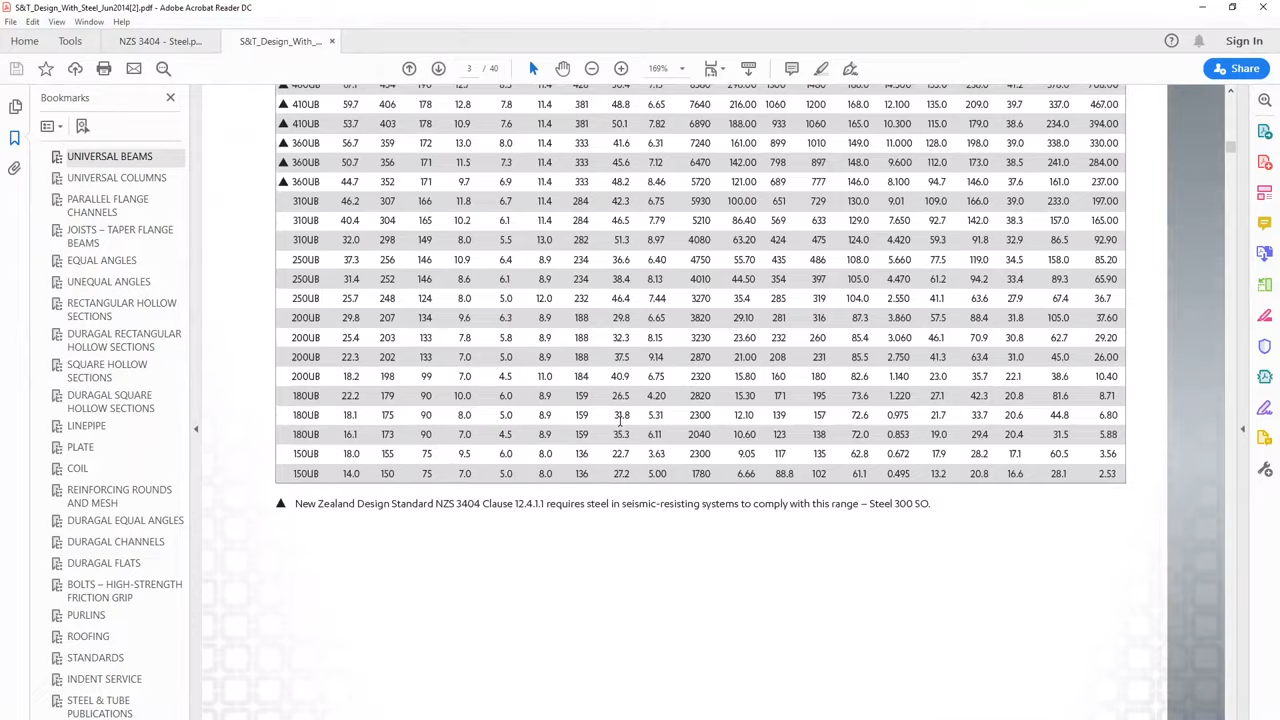 S&T_Design_With_Steel_Jun2014[2].pdf - Adobe Acrobat Reader DC
File Edit View Window Help
Home Tools NZS 3404 - Steel.p... S&T_Design_With_... ×
3 / 40 169% Share
? Sign In
Bookmarks
UNIVERSAL BEAMS
UNIVERSAL COLUMNS
PARALLEL FLANGE
CHANNELS
JOISTS – TAPER FLANGE
BEAMS
EQUAL ANGLES
UNEQUAL ANGLES
RECTANGULAR HOLLOW
SECTIONS
DURAGAL RECTANGULAR
HOLLOW SECTIONS
SQUARE HOLLOW
SECTIONS
DURAGAL SQUARE
HOLLOW SECTIONS
LINEPIPE
PLATE
COIL
REINFORCING ROUNDS
AND MESH
DURAGAL EQUAL ANGLES
DURAGAL CHANNELS
DURAGAL FLATS
BOLTS – HIGH-STRENGTH
FRICTION GRIP
PURLINS
ROOFING
STANDARDS
INDENT SERVICE
STEEL & TUBE
PUBLICATIONS
▲ 410UB 59.7 406 178 12.8 7.8 11.4 381 48.8 6.65 7640 216.00 1060 1200 168.0 12.100 135.0 209.0 39.7 337.0 467.00
▲ 410UB 53.7 403 178 10.9 7.6 11.4 381 50.1 7.82 6890 188.00 933 1060 165.0 10.300 115.0 179.0 38.6 234.0 394.00
▲ 360UB 56.7 359 172 13.0 8.0 11.4 333 41.6 6.31 7240 161.00 899 1010 149.0 11.000 128.0 198.0 39.0 338.0 330.00
▲ 360UB 50.7 356 171 11.5 7.3 11.4 333 45.6 7.12 6470 142.00 798 897 148.0 9.600 112.0 173.0 38.5 241.0 284.00
▲ 360UB 44.7 352 171 9.7 6.9 11.4 333 48.2 8.46 5720 121.00 689 777 146.0 8.100 94.7 146.0 37.6 161.0 237.00
310UB 46.2 307 166 11.8 6.7 11.4 284 42.3 6.75 5930 100.00 651 729 130.0 9.01 109.0 166.0 39.0 233.0 197.00
310UB 40.4 304 165 10.2 6.1 11.4 284 46.5 7.79 5210 86.40 569 633 129.0 7.650 92.7 142.0 38.3 157.0 165.00
310UB 32.0 298 149 8.0 5.5 13.0 282 51.3 8.97 4080 63.20 424 475 124.0 4.420 59.3 91.8 32.9 86.5 92.90
250UB 37.3 256 146 10.9 6.4 8.9 234 36.6 6.40 4750 55.70 435 486 108.0 5.660 77.5 119.0 34.5 158.0 85.20
250UB 31.4 252 146 8.6 6.1 8.9 234 38.4 8.13 4010 44.50 354 397 105.0 4.470 61.2 94.2 33.4 89.3 65.90
250UB 25.7 248 124 8.0 5.0 12.0 232 46.4 7.44 3270 35.4 285 319 104.0 2.550 41.1 63.6 27.9 67.4 36.7
200UB 29.8 207 134 9.6 6.3 8.9 188 29.8 6.65 3820 29.10 281 316 87.3 3.860 57.5 88.4 31.8 105.0 37.60
200UB 25.4 203 133 7.8 5.8 8.9 188 32.3 8.15 3230 23.60 232 260 85.4 3.060 46.1 70.9 30.8 62.7 29.20
200UB 22.3 202 133 7.0 5.0 8.9 188 37.5 9.14 2870 21.00 208 231 85.5 2.750 41.3 63.4 31.0 45.0 26.00
200UB 18.2 198 99 7.0 4.5 11.0 184 40.9 6.75 2320 15.80 160 180 82.6 1.140 23.0 35.7 22.1 38.6 10.40
180UB 22.2 179 90 10.0 6.0 8.9 159 26.5 4.20 2820 15.30 171 195 73.6 1.220 27.1 42.3 20.8 81.6 8.71
180UB 18.1 175 90 8.0 5.0 8.9 159 31.8 5.31 2300 12.10 139 157 72.6 0.975 21.7 33.7 20.6 44.8 6.80
180UB 16.1 173 90 7.0 4.5 8.9 159 35.3 6.11 2040 10.60 123 138 72.0 0.853 19.0 29.4 20.4 31.5 5.88
150UB 18.0 155 75 9.5 6.0 8.0 136 22.7 3.63 2300 9.05 117 135 62.8 0.672 17.9 28.2 17.1 60.5 3.56
150UB 14.0 150 75 7.0 5.0 8.0 136 27.2 5.00 1780 6.66 88.8 102 61.1 0.495 13.2 20.8 16.6 28.1 2.53
▲ New Zealand Design Standard NZS 3404 Clause 12.4.1.1 requires steel in seismic-resisting systems to comply with this range – Steel 300 SO.